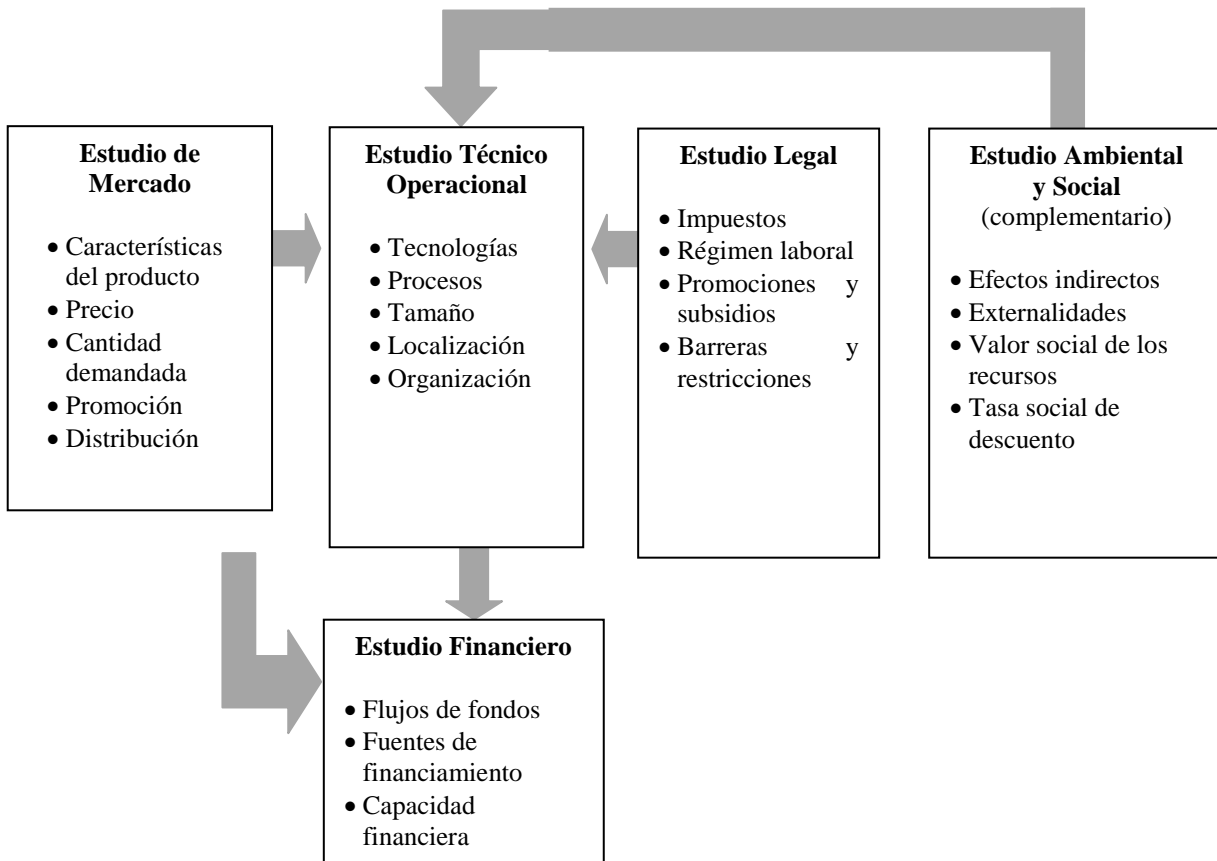 Estudio de
Mercado
• Características
del producto
• Precio
• Cantidad
demandada
• Promoción
• Distribución
Estudio Técnico
Operacional
• Tecnologías
• Procesos
• Tamaño
• Localización
• Organización
Estudio Legal
• Impuestos
• Régimen laboral
• Promociones y
subsidios
• Barreras y
restricciones
Estudio Ambiental
y Social
(complementario)
• Efectos indirectos
• Externalidades
• Valor social de los
recursos
• Tasa social de
descuento
Estudio Financiero
• Flujos de fondos
• Fuentes de
financiamiento
• Capacidad
financiera